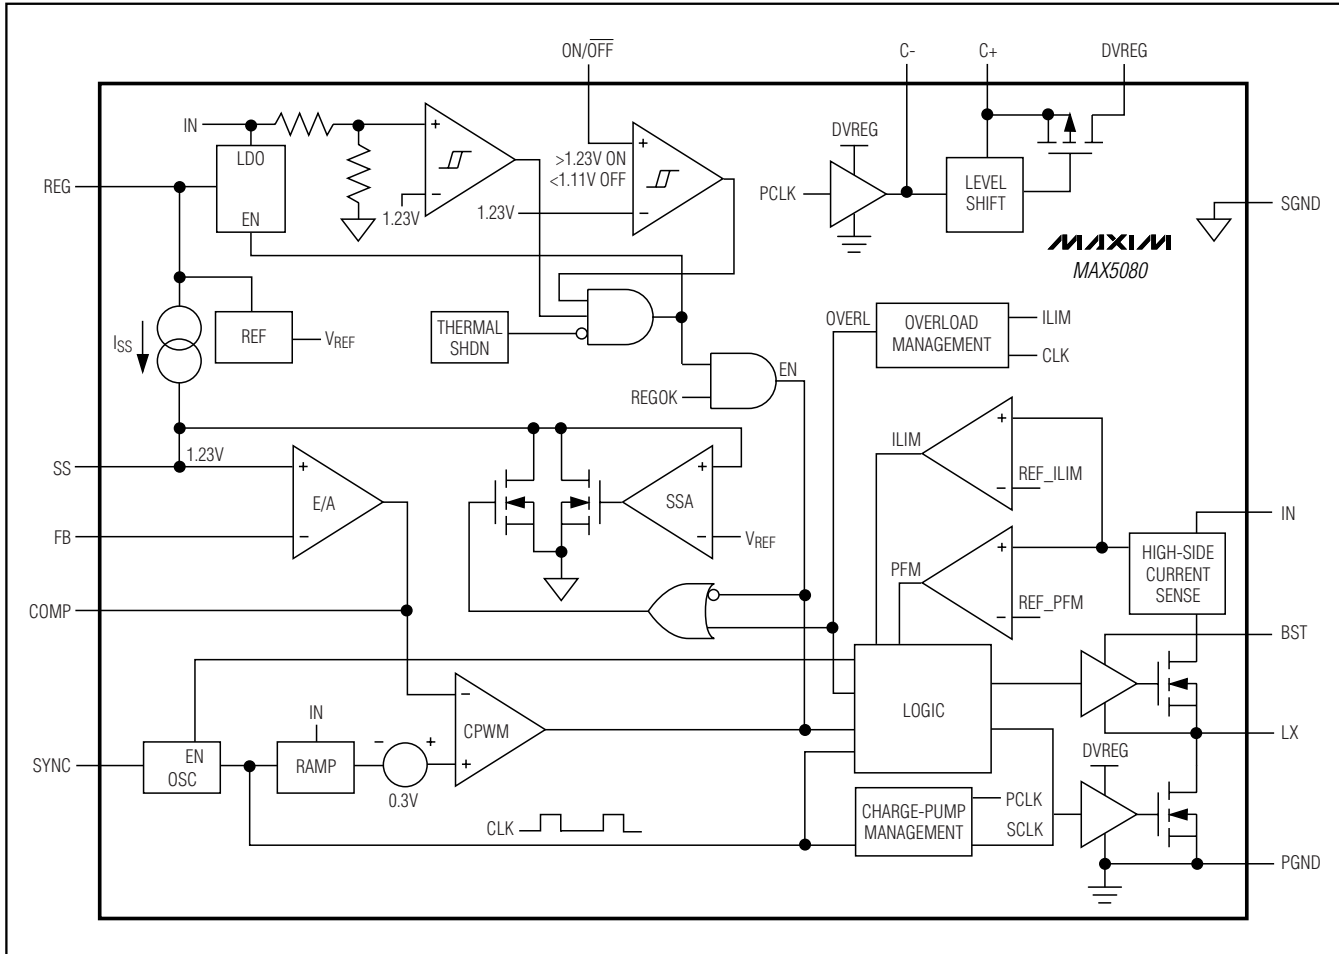 ON/OFF
C-
C+
DVREG
IN
LDO
EN
REG
1.23V
>1.23V ON
<1.11V OFF
1.23V
+
−
+
−
DVREG
PCLK
LEVEL
SHIFT
SGND
MAXIM
MAX5080
ISS
REF
VREF
THERMAL
SHDN
REGOK
EN
OVERL
OVERLOAD
MANAGEMENT
ILIM
CLK
SS
1.23V
FB
+
−
E/A
SSA
+
−
VREF
ILIM
+
−
REF_ILIM
PFM
+
−
REF_PFM
IN
HIGH-SIDE
CURRENT
SENSE
COMP
BST
LOGIC
LX
SYNC
EN
OSC
IN
RAMP
−
+
0.3V
−
+
CPWM
CLK
CHARGE-PUMP
MANAGEMENT
PCLK
SCLK
DVREG
PGND